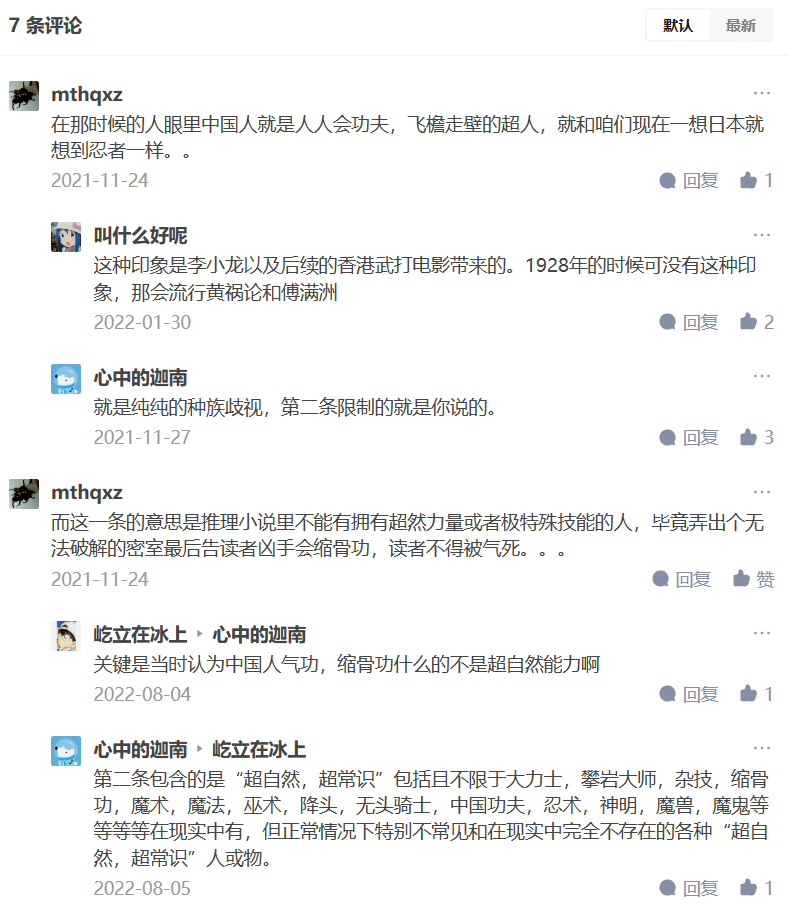 7 条评论
默认
最新
mthqxz
在那时候的人眼里中国人就是人人会功夫，飞檐走壁的超人，就和咱们现在一想日本就
想到忍者一样。。
2021-11-24
回复
1
叫什么好呢
这种印象是李小龙以及后续的香港武打电影带来的。1928年的时候可没有这种印
象，那会流行黄祸论和傅满洲
2022-01-30
回复
2
心中的迦南
就是纯纯的种族歧视，第二条限制的就是你说的。
2021-11-27
回复
3
mthqxz
而这一条的意思是推理小说里不能有拥有超然力量或者极特殊技能的人，毕竟弄出个无
法破解的密室最后告读者凶手会缩骨功，读者不得被气死。。。
2021-11-24
回复
赞
屹立在冰上
心中的迦南
关键是当时认为中国人气功，缩骨功什么的不是超自然能力啊
2022-08-04
回复
1
心中的迦南
屹立在冰上
第二条包含的是“超自然，超常识”包括且不限于大力士，攀岩大师，杂技，缩骨
功，魔术，魔法，巫术，降头，无头骑士，中国功夫，忍术，神明，魔兽，魔鬼等
等等等等在现实中有，但正常情况下特别不常见和在现实中完全不存在的各种“超自
然，超常识”人或物。
2022-08-05
回复
1